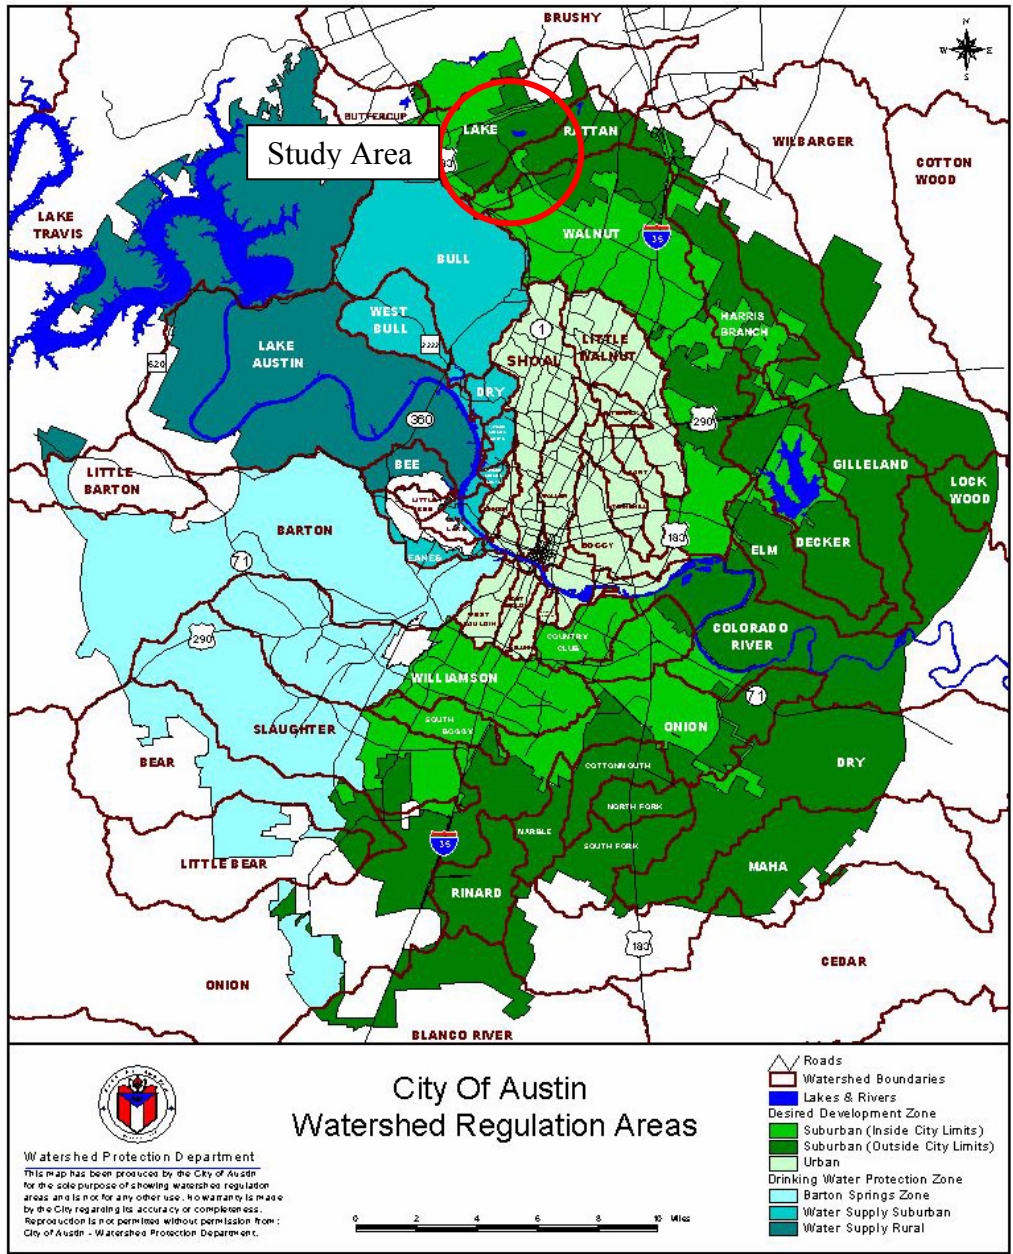 BRUSHY
N
W E
S
BUTTERCUP
LAKE
RATTAN
WILBARGER
COTTON
WOOD
Study Area
LAKE
TRAVIS
WALNUT
35
BULL
WEST
BULL
HARRIS
BRANCH
1
LITTLE
WALNUT
SHOAL
2222
LAKE
AUSTIN
620
DRY
360
290
GILLELAND
LOCK
WOOD
BEE
LITTLE
BARTON
BARTON
183
BOGGY
ELM
DECKER
EANES
71
COLORADO
RIVER
290
COUNTRY
CLUB
WILLIAMSON
71
SOUTH
BOGGY
SLAUGHTER
ONION
BEAR
COTTONMOUTH
DRY
NORTH FORK
MARBLE
SOUTH FORK
35
LITTLE BEAR
MAHA
RINARD
183
CEDAR
ONION
BLANCO RIVER
City Of Austin
Watershed Regulation Areas
Watershed Protection Department
This map has been produced by the City of Austin
for the sole purpose of showing watershed regulation
areas and is not for any other use. No warranty is made
by the City regarding its accuracy or completeness.
Reproduction is not permitted without permission from:
City of Austin - Watershed Protection Department.
0 2 4 6 8 10 Miles
Roads
Watershed Boundaries
Lakes & Rivers
Desired Development Zone
Suburban (Inside City Limits)
Suburban (Outside City Limits)
Urban
Drinking Water Protection Zone
Barton Springs Zone
Water Supply Suburban
Water Supply Rural